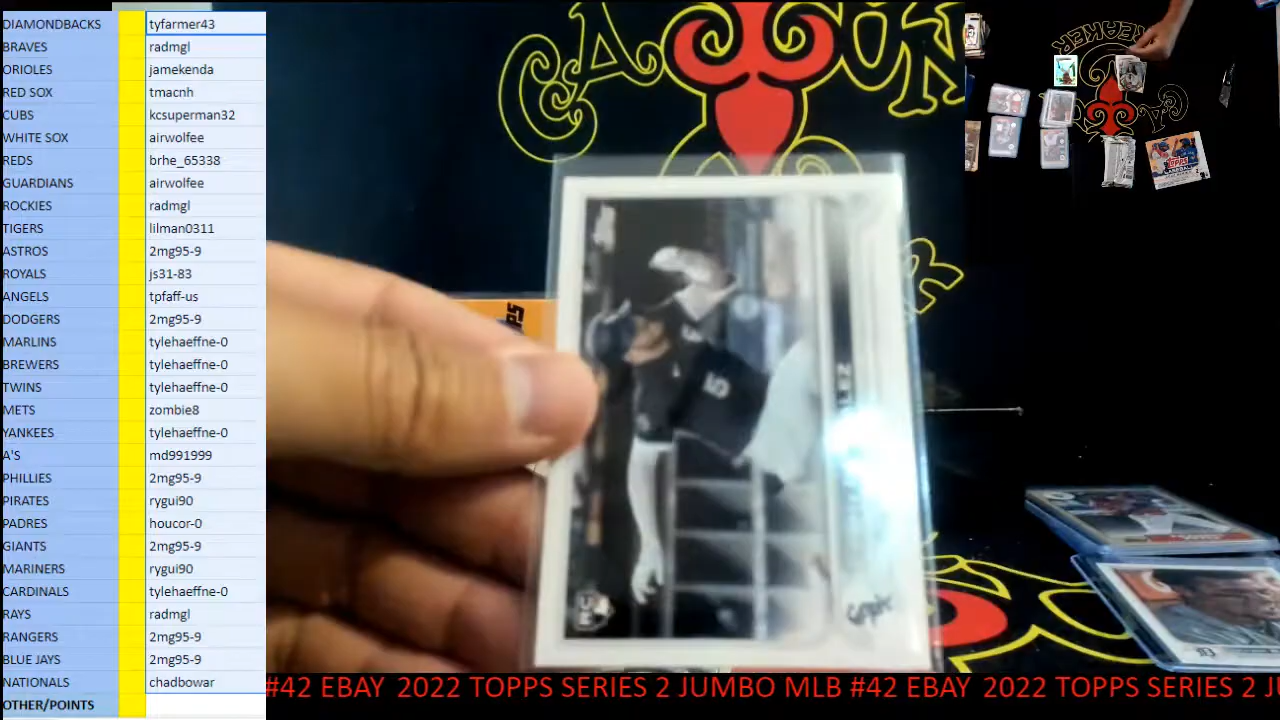 DIAMONDBACKS tyfarmer43
BRAVES radmgl
ORIOLES jamekenda
RED SOX tmacnh
CUBS kcsuperman32
WHITE SOX airwolfee
REDS brhe_65338
GUARDIANS airwolfee
ROCKIES radmgl
TIGERS lilman0311
ASTROS 2mg95-9
ROYALS js31-83
ANGELS tpfaff-us
DODGERS 2mg95-9
MARLINS tylehaeffne-0
BREWERS tylehaeffne-0
TWINS tylehaeffne-0
METS zombie8
YANKEES tylehaeffne-0
A'S md991999
PHILLIES 2mg95-9
PIRATES rygui90
PADRES houcor-0
GIANTS 2mg95-9
MARINERS rygui90
CARDINALS tylehaeffne-0
RAYS radmgl
RANGERS 2mg95-9
BLUE JAYS 2mg95-9
NATIONALS chadbowar
OTHER/POINTS
BREAKER
TOPPS
5
#42 EBAY 2022 TOPPS SERIES 2 JUMBO MLB #42 EBAY 2022 TOPPS SERIES 2